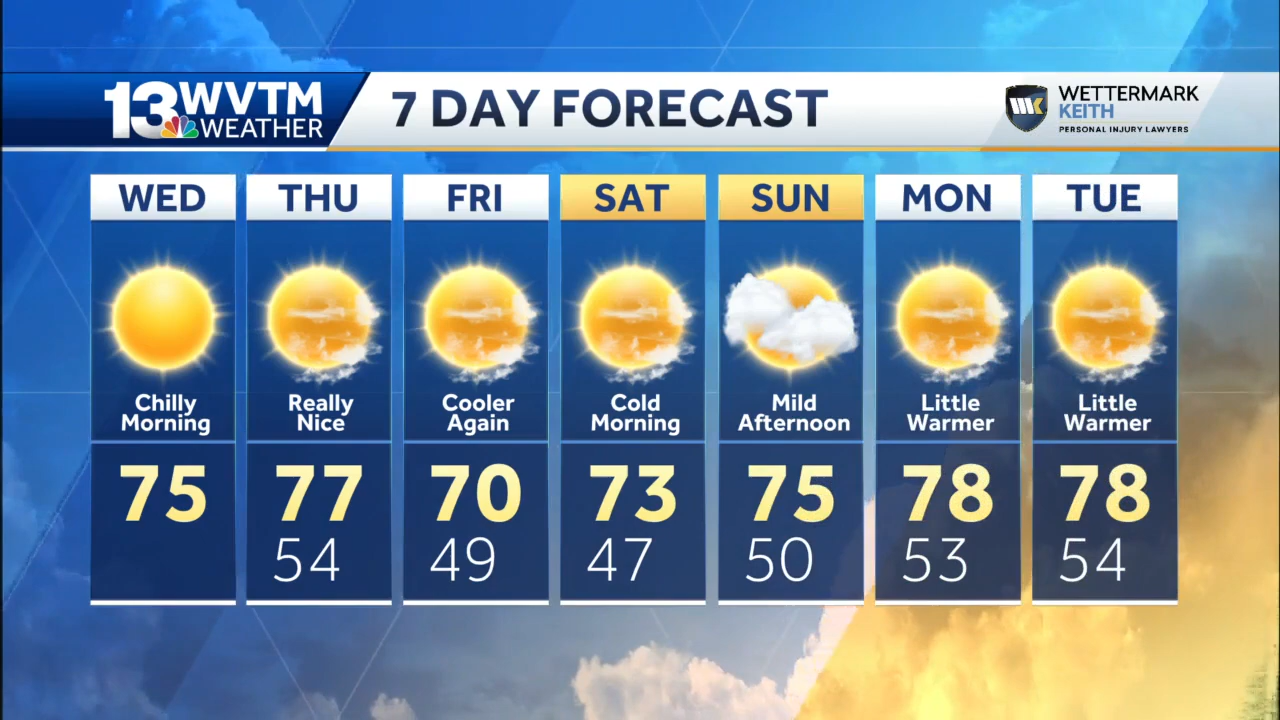 13 WVTM
WEATHER
7 DAY FORECAST
WETTERMARK
KEITH
PERSONAL INJURY LAWYERS
WED
THU
FRI
SAT
SUN
MON
TUE
Chilly
Morning
Really
Nice
Cooler
Again
Cold
Morning
Mild
Afternoon
Little
Warmer
Little
Warmer
75
77
70
73
75
78
78
54
49
47
50
53
54